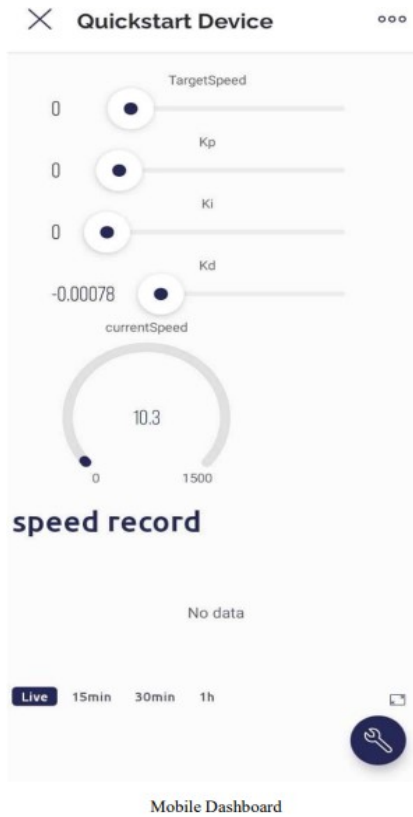 Quickstart Device
TargetSpeed
0
Kp
0
Ki
0
Kd
-0.00078
currentSpeed
10.3
0 1500
speed record
No data
Live 15min 30min 1h
Mobile Dashboard